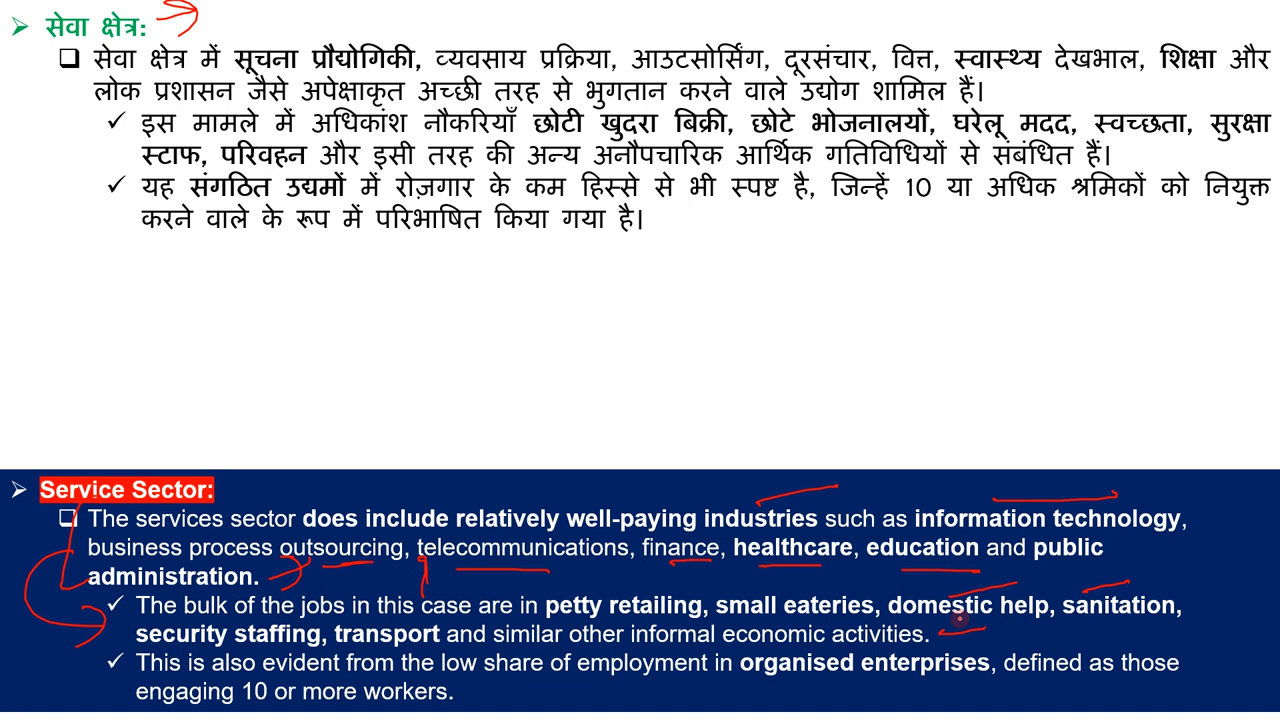 सेवा क्षेत्र:
सेवा क्षेत्र में सूचना प्रौद्योगिकी, व्यवसाय प्रक्रिया, आउटसोर्सिंग, दूरसंचार, वित्त, स्वास्थ्य देखभाल, शिक्षा और
लोक प्रशासन जैसे अपेक्षाकृत अच्छी तरह से भुगतान करने वाले उद्योग शामिल हैं।
इस मामले में अधिकांश नौकरियाँ छोटी खुदरा बिक्री, छोटे भोजनालयों, घरेलू मदद, स्वच्छता, सुरक्षा
स्टाफ, परिवहन और इसी तरह की अन्य अनौपचारिक आर्थिक गतिविधियों से संबंधित हैं।
यह संगठित उद्यमों में रोज़गार के कम हिस्से से भी स्पष्ट है, जिन्हें 10 या अधिक श्रमिकों को नियुक्त
करने वाले के रूप में परिभाषित किया गया है।
Service Sector:
The services sector does include relatively well-paying industries such as information technology,
business process outsourcing, telecommunications, finance, healthcare, education and public
administration.
The bulk of the jobs in this case are in petty retailing, small eateries, domestic help, sanitation,
security staffing, transport and similar other informal economic activities.
This is also evident from the low share of employment in organised enterprises, defined as those
engaging 10 or more workers.